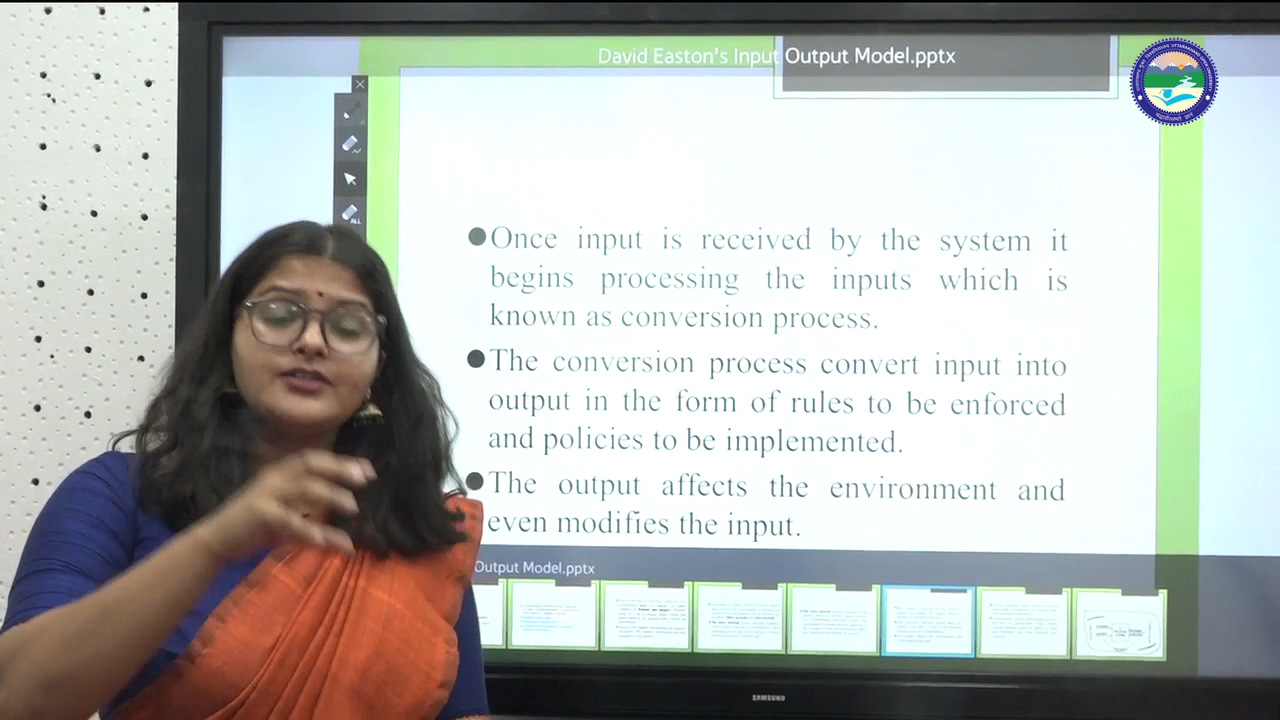 David Easton's Input Output Model.pptx
●Once input is received by the system it
begins processing the inputs which is
known as conversion process.
●The conversion process convert input into
output in the form of rules to be enforced
and policies to be implemented.
●The output affects the environment and
even modifies the input.
Output Model.pptx
ALL
SAMSUNG